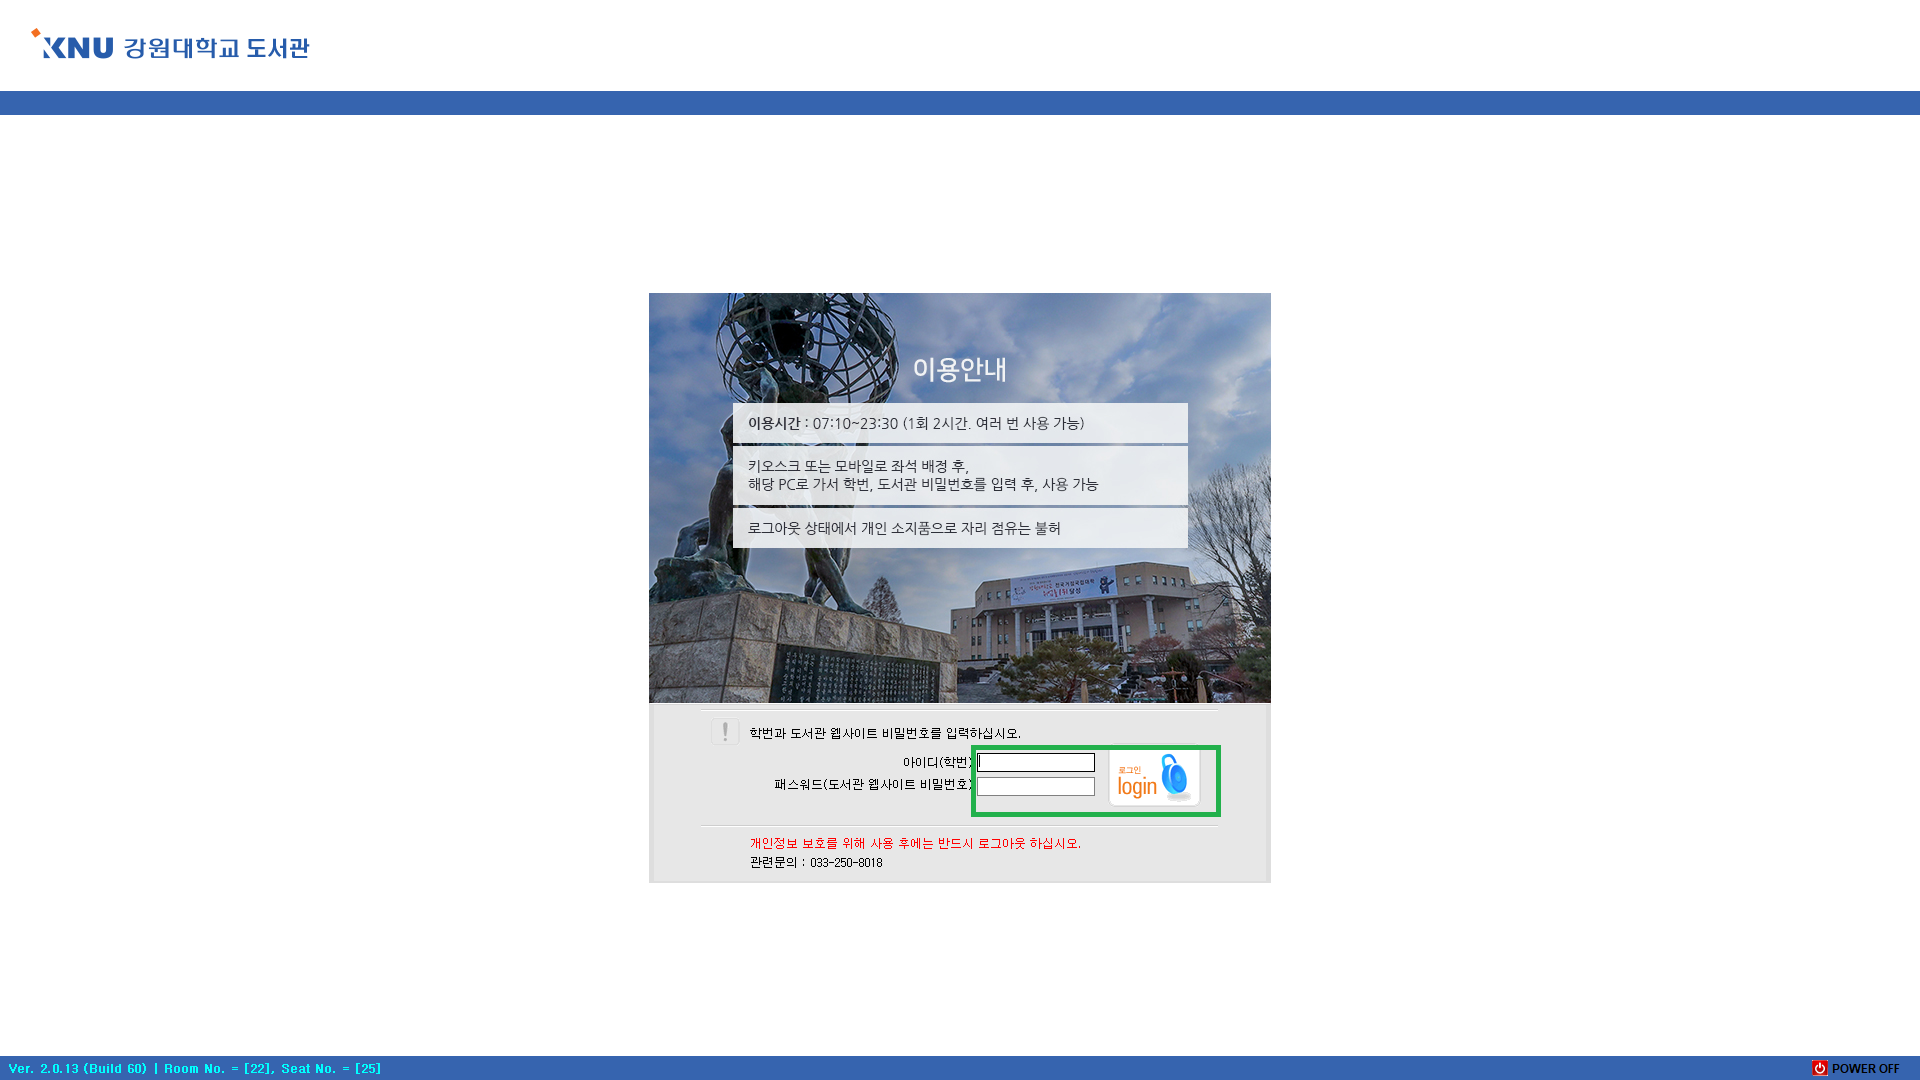 KNU 강원대학교 도서관
이용안내
이용시간 : 07:10~23:30 (1회 2시간. 여러 번 사용 가능)
키오스크 또는 모바일로 좌석 배정 후,
해당 PC로 가서 학번, 도서관 비밀번호를 입력 후, 사용 가능
로그아웃 상태에서 개인 소지품으로 자리 점유는 불허
학번과 도서관 웹사이트 비밀번호를 입력하십시오.
아이디(학번)
패스워드(도서관 웹사이트 비밀번호)
로그인
login
개인정보 보호를 위해 사용 후에는 반드시 로그아웃 하십시오.
관련문의 : 033-250-8018
Ver. 2.0.13 (Build 60) | Room No. = [22], Seat No. = [25]
POWER OFF